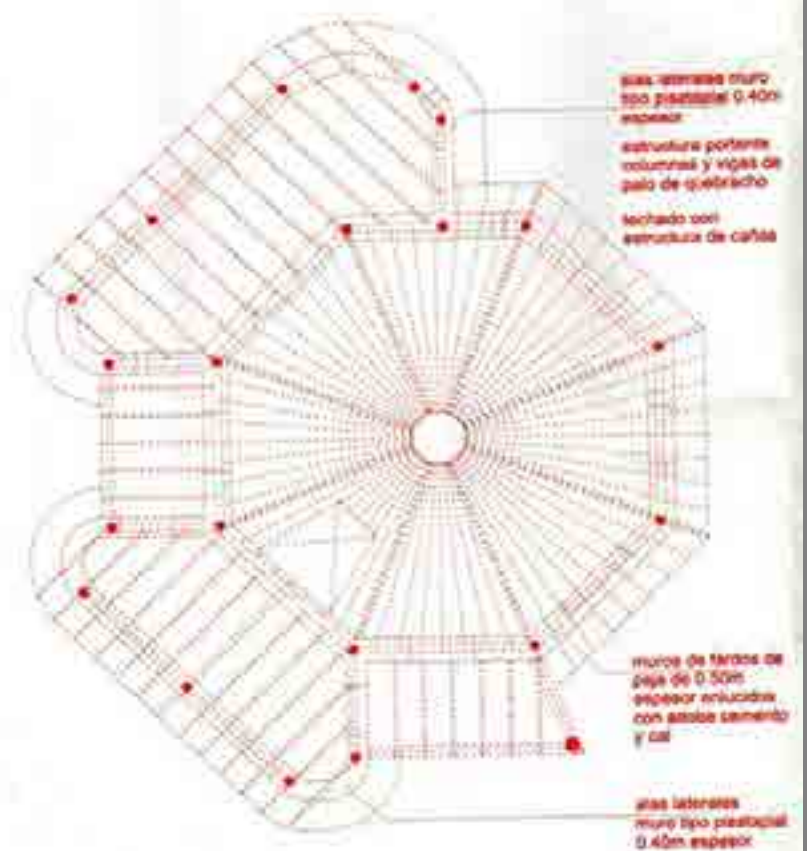 alas laterales muro
tipo 0.40m
espesor
estructura portante
columnas y vigas de
palo de quebracho
techado con
estructura de cañas
muros de fardos de
paja de 0.50m
espesor enlucidos
con adobe cemento
y cal
alas laterales
muro tipo
0.40m espesor